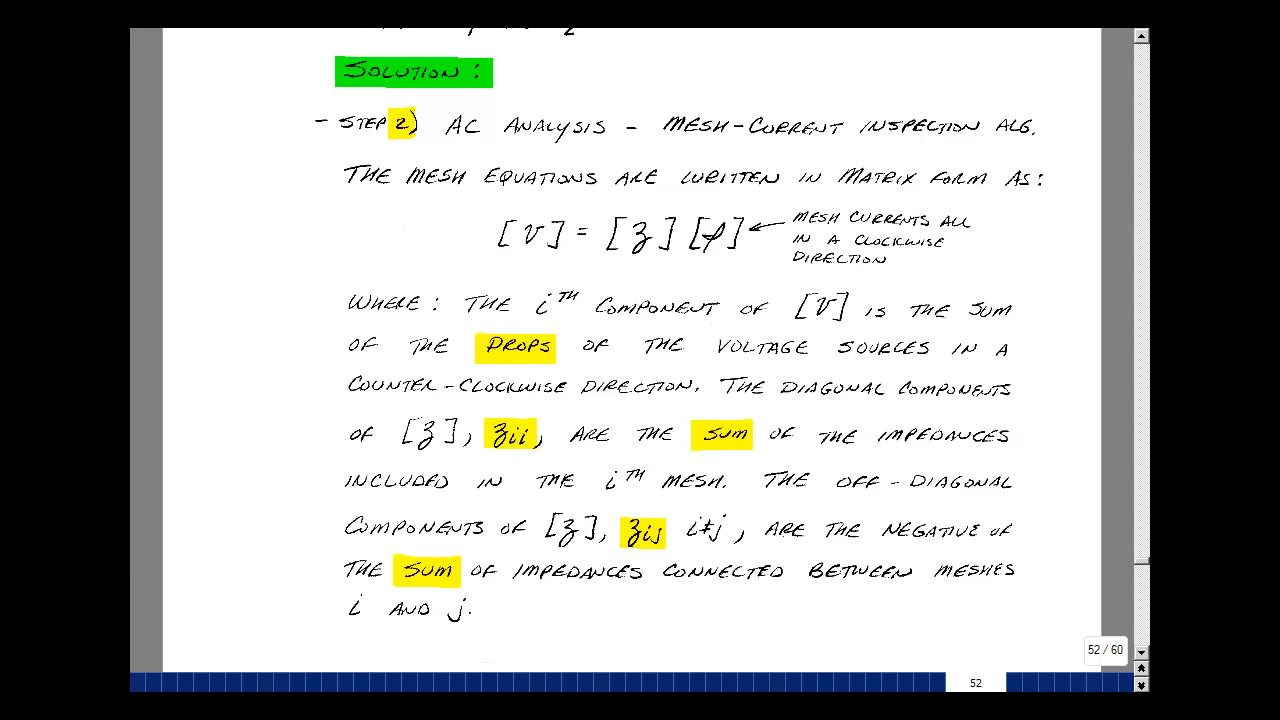 SOLUTION:
- STEP 2) AC ANALYSIS - MESH-CURRENT INSPECTION ALG.
THE MESH EQUATIONS ARE WRITTEN IN MATRIX FORM AS:
[V] = [Z] [I] ← MESH CURRENTS ALL
IN A CLOCKWISE
DIRECTION
WHERE: THE i TH COMPONENT OF [V] IS THE SUM
OF THE DROPS OF THE VOLTAGE SOURCES IN A
COUNTER-CLOCKWISE DIRECTION. THE DIAGONAL COMPONENTS
OF [Z], Zii, ARE THE SUM OF THE IMPEDANCES
INCLUDED IN THE i TH MESH. THE OFF-DIAGONAL
COMPONENTS OF [Z], Zij i≠j, ARE THE NEGATIVE OF
THE SUM OF IMPEDANCES CONNECTED BETWEEN MESHES
i AND j.
52 / 60
52